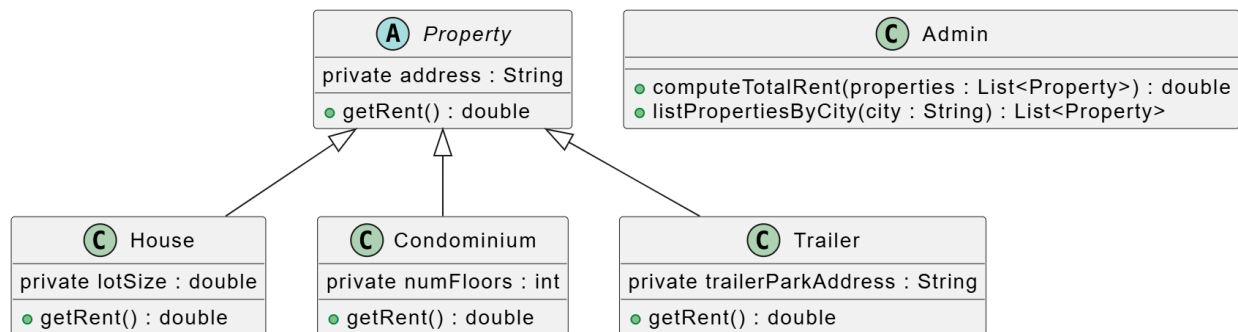 A Property
private address : String
getRent() : double
C Admin
computeTotalRent(properties : List<Property>) : double
listPropertiesByCity(city : String) : List<Property>
C House
private lotSize : double
getRent() : double
C Condominium
private numFloors : int
getRent() : double
C Trailer
private trailerParkAddress : String
getRent() : double